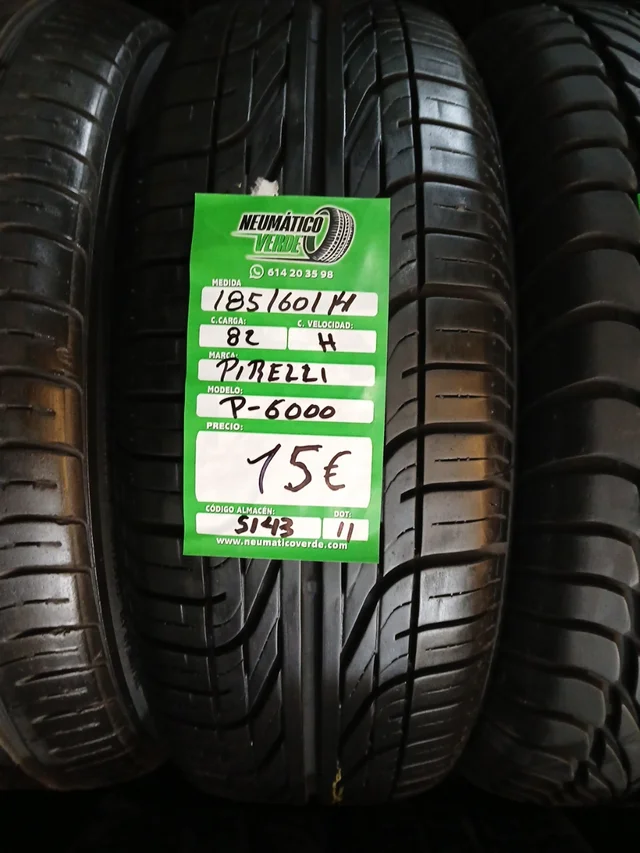 NEUMÁTICO
VERDE
614 20 35 98
MEDIDA
185/60/14
C.CARGA: C. VELOCIDAD:
82 H
MARCA:
PIRELLI
MODELO:
P-6000
PRECIO:
15€
CÓDIGO ALMACÉN: DOT:
5143 11
www.neumaticoverde.com